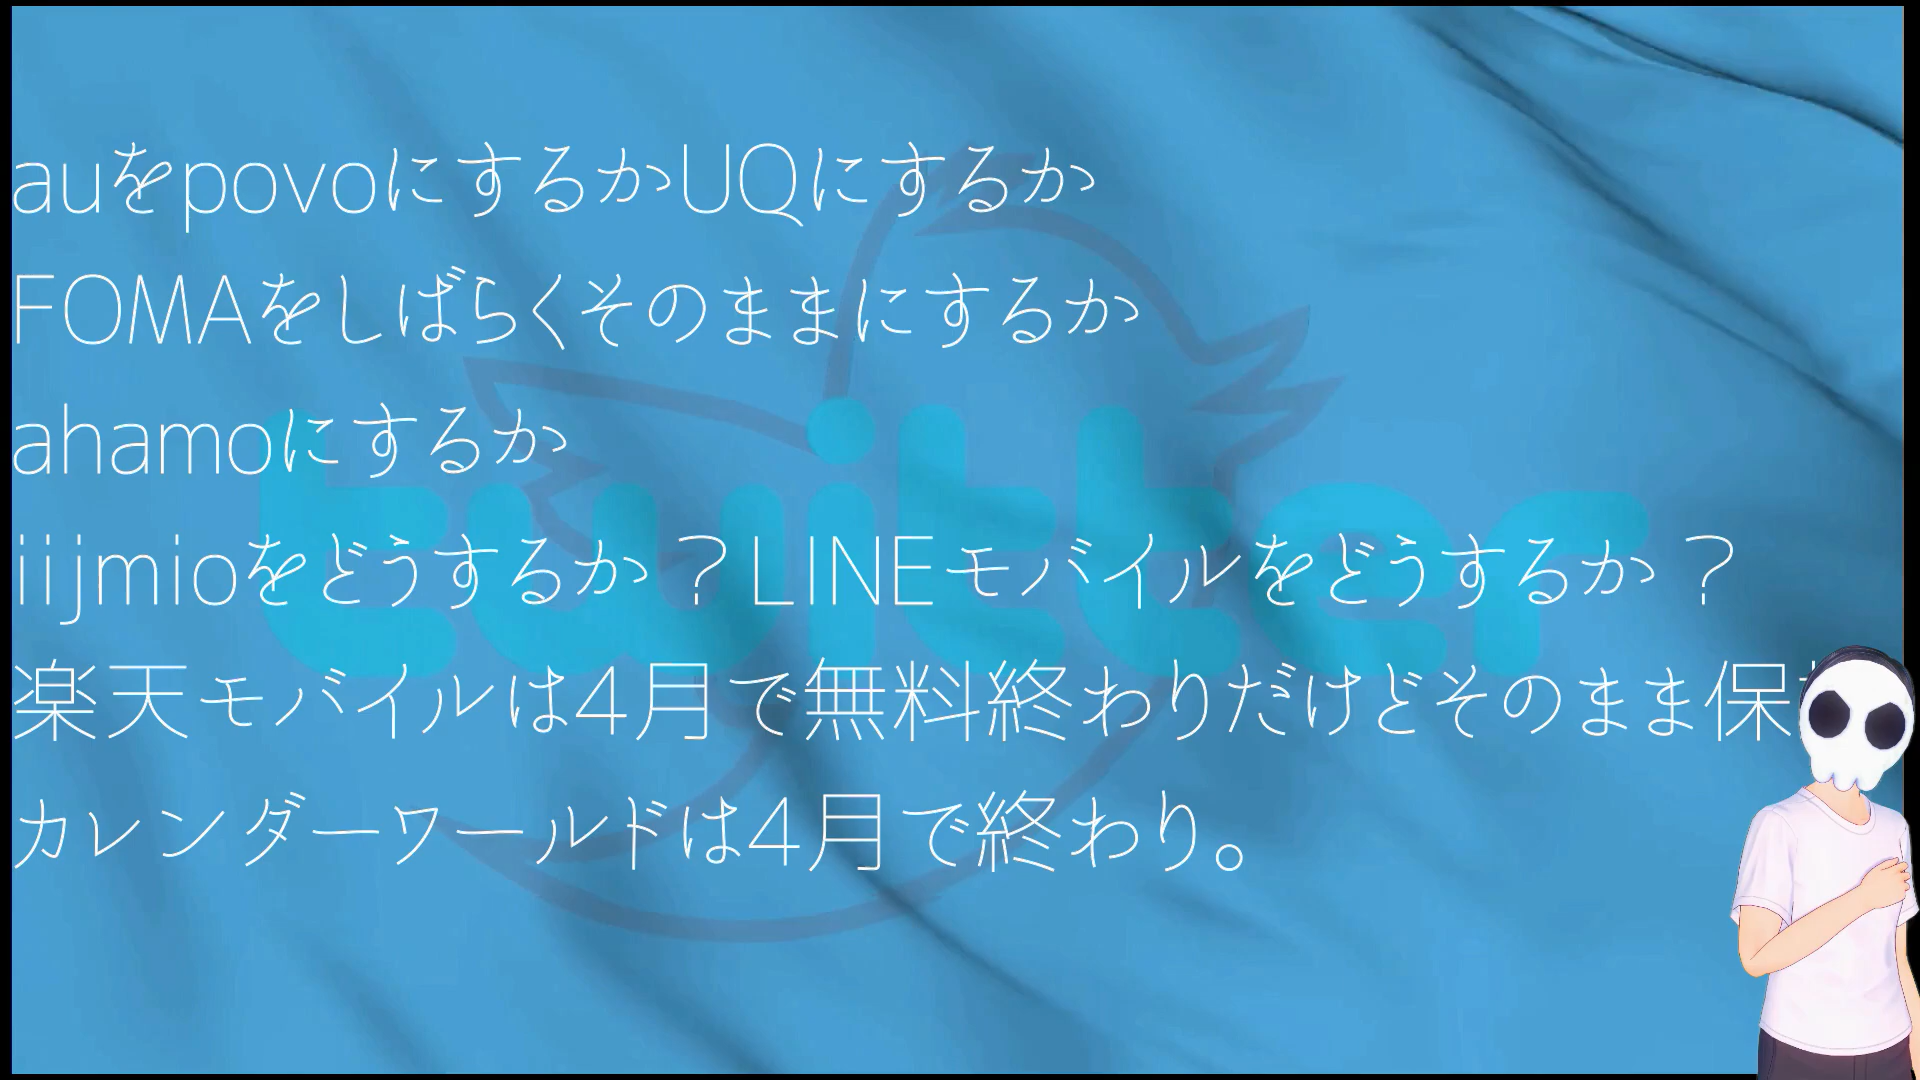 auをpovoにするかUQにするか
FOMAをしばらくそのままにするか
ahamoにするか
twitter
iijmioをどうするか？LINEモバイルをどうするか？
楽天モバイルは4月で無料終わりだけどそのまま保
カレンダーワールドは4月で終わり。